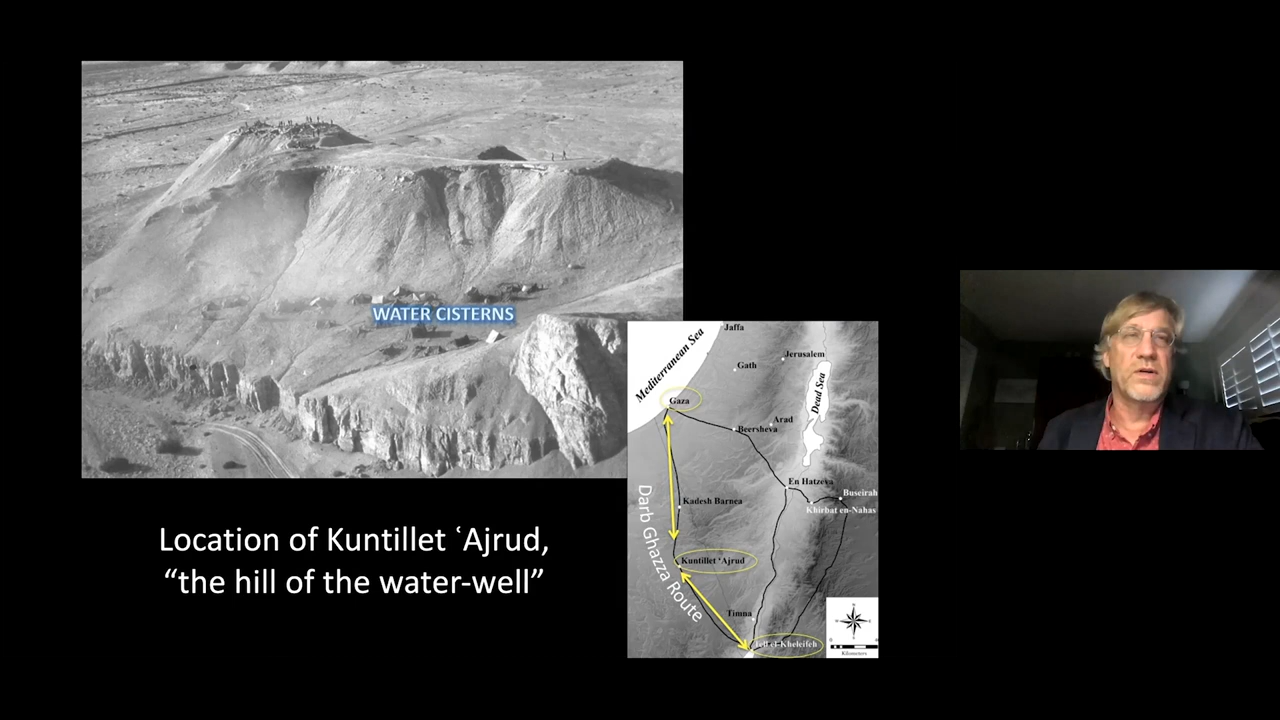 WATER CISTERNS
Location of Kuntillet ʿAjrud,
“the hill of the water-well”
Mediterranean Sea
Jaffa
Gath
Jerusalem
Dead Sea
Gaza
Arad
Beersheva
En Hatzeva
Buseirah
Khirbat en-Nahas
Kadesh Barnea
Darb Ghazza Route
Kuntillet ‘Ajrud
Timna
Tell el-Kheleifeh
Kilometers